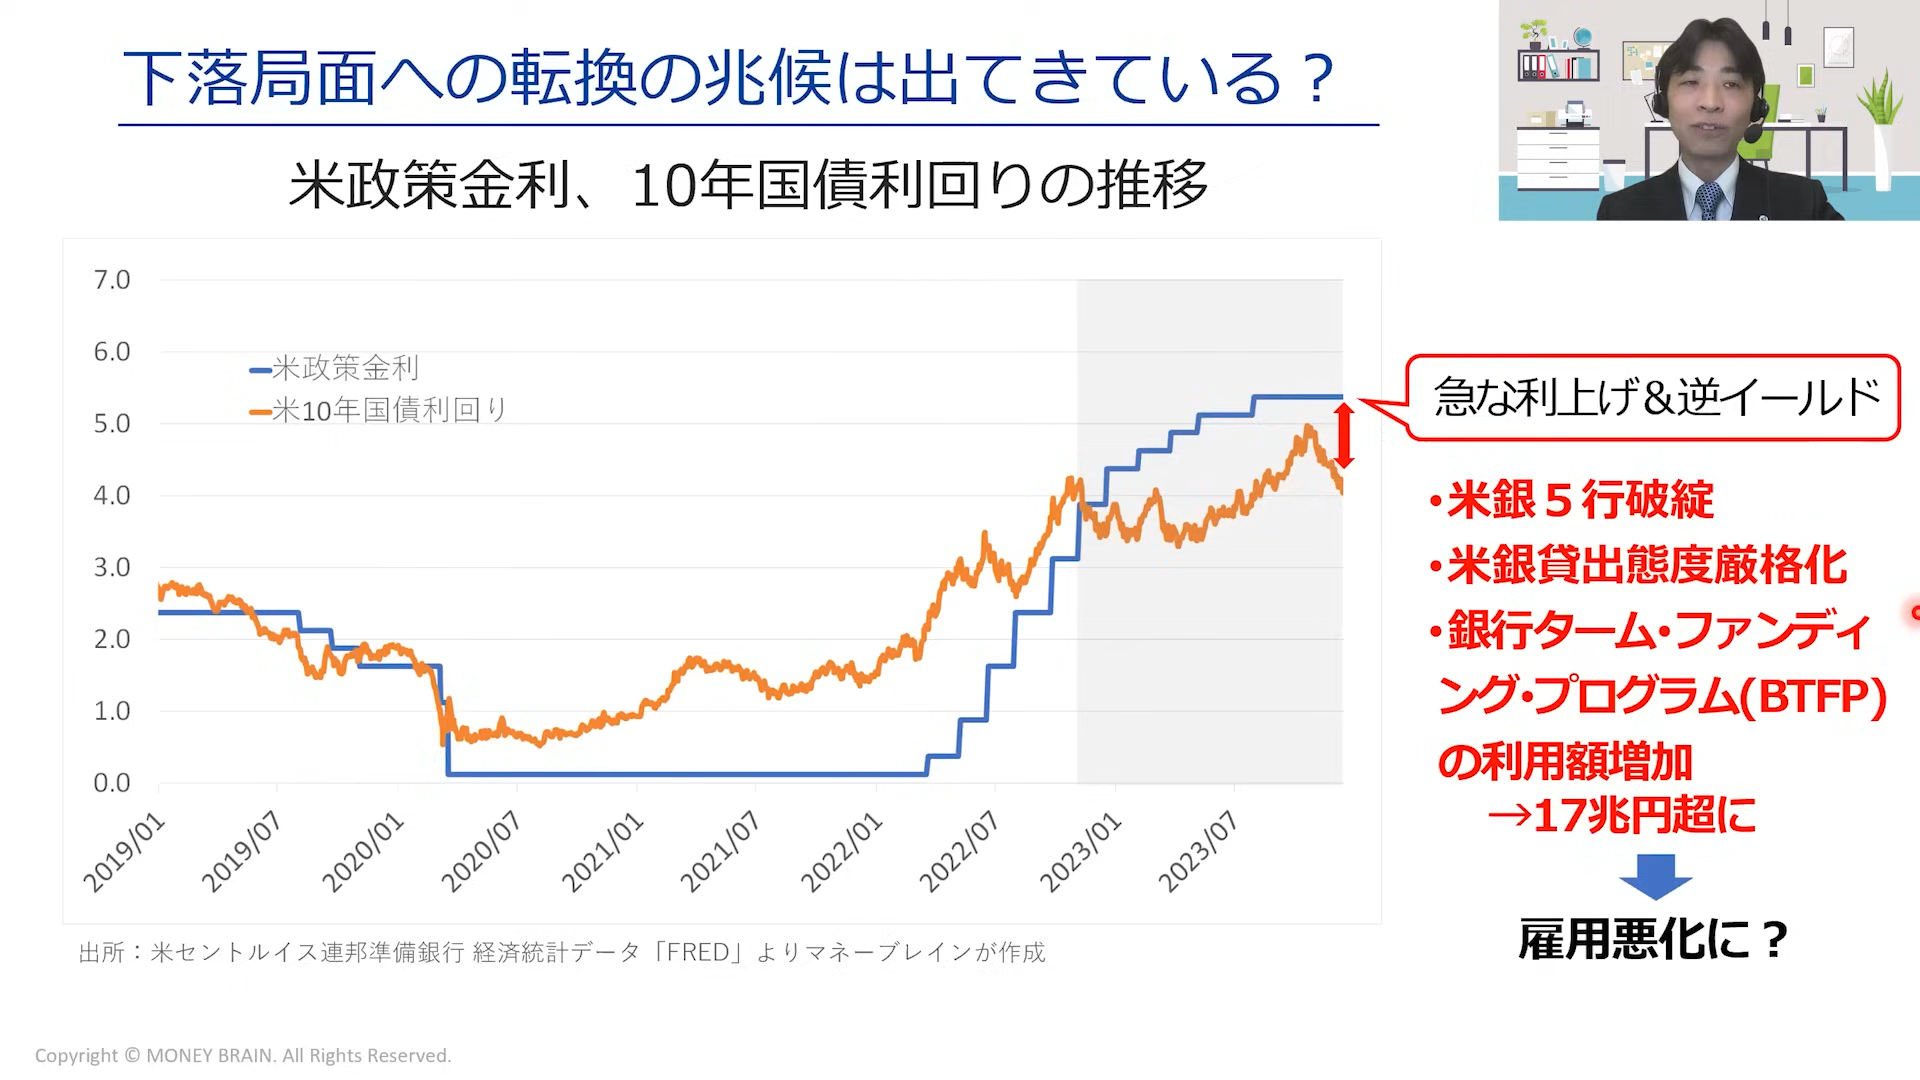 下落局面への転換の兆候は出てきている？
米政策金利、10年国債利回りの推移
7.0
6.0
5.0
4.0
3.0
2.0
1.0
0.0
米政策金利
米10年国債利回り
2019/01
2019/07
2020/01
2020/07
2021/01
2021/07
2022/01
2022/07
2023/01
2023/07
急な利上げ＆逆イールド
・米銀５行破綻
・米銀貸出態度厳格化
・銀行ターム・ファンディ
ング・プログラム(BTFP)
の利用額増加
→17兆円超に
雇用悪化に？
出所：米セントルイス連邦準備銀行 経済統計データ「FRED」よりマネーブレインが作成
Copyright © MONEY BRAIN. All Rights Reserved.